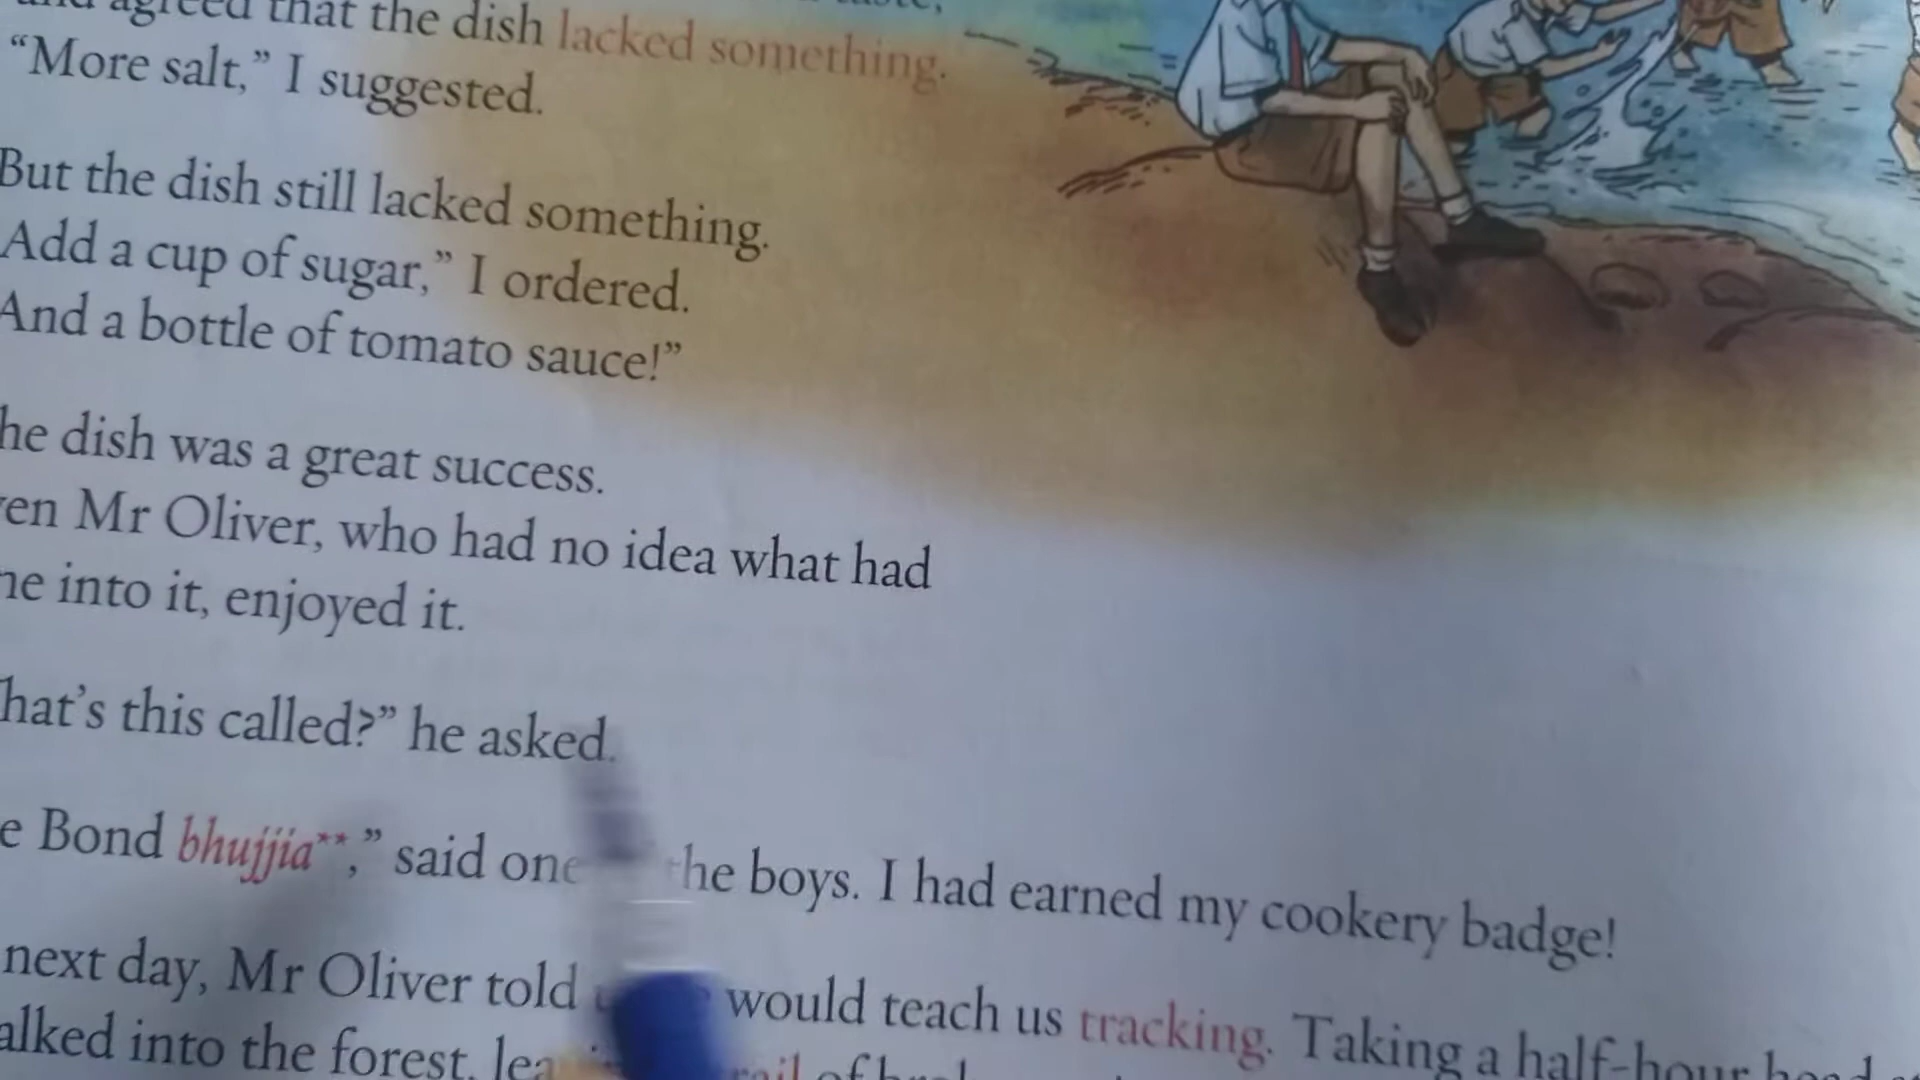 agreed that the dish lacked something.
“More salt,” I suggested.
But the dish still lacked something.
Add a cup of sugar,” I ordered.
And a bottle of tomato sauce!”
he dish was a great success.
en Mr Oliver, who had no idea what had
ne into it, enjoyed it.
hat’s this called?” he asked.
e Bond bhujjia**,” said one he boys. I had earned my cookery badge!
next day, Mr Oliver told would teach us tracking. Taking a half-hour
alked into the forest, of